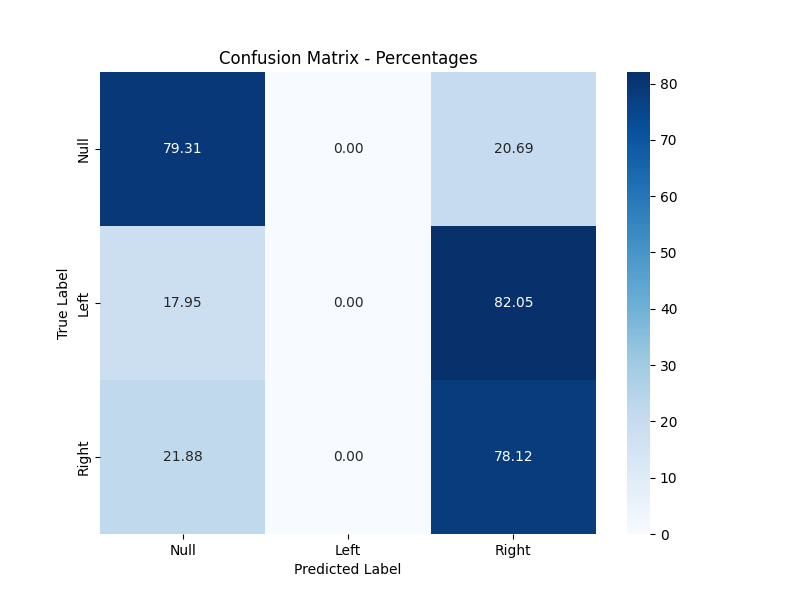 Confusion Matrix - Percentages
True Label
Null
79.31
0.00
20.69
Left
17.95
0.00
82.05
Right
21.88
0.00
78.12
Null
Left
Right
Predicted Label
80
70
60
50
40
30
20
10
0